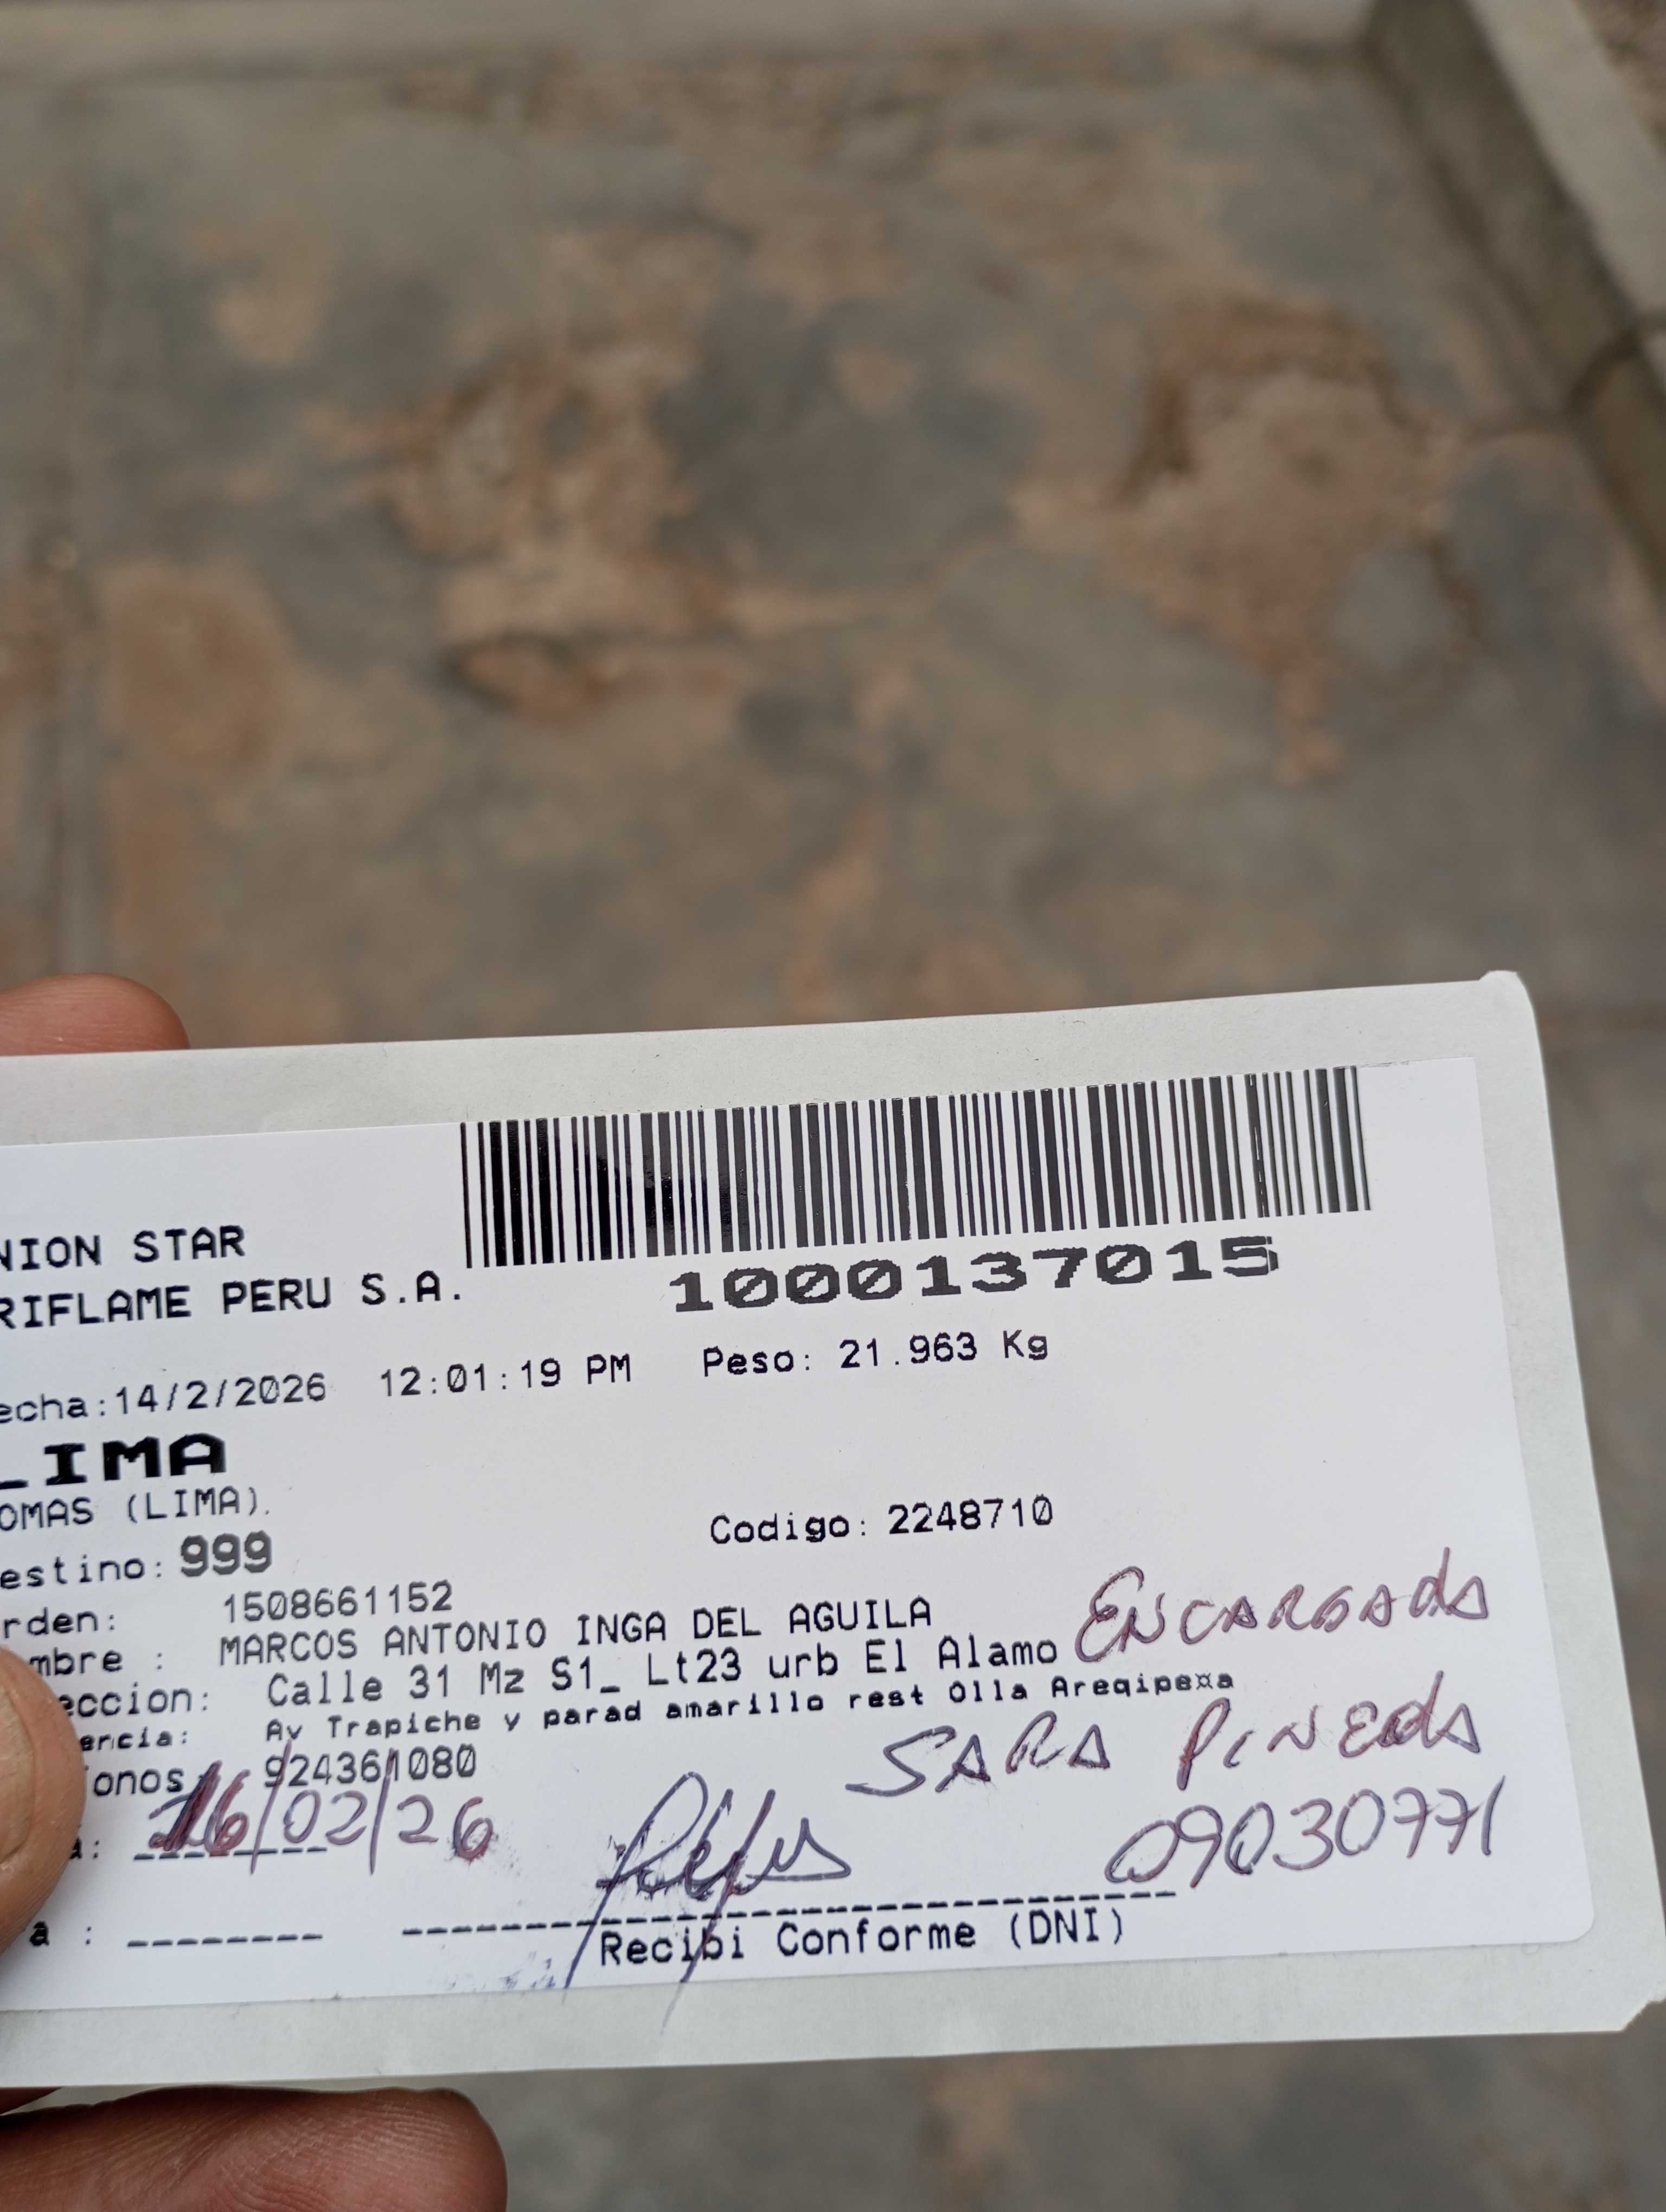 NION STAR
RIFLAME PERU S.A.
1000137015
echa:14/2/2026 12:01:19 PM Peso: 21.963 Kg
LIMA
OMAS (LIMA).
Codigo: 2248710
estino: 999
rden: 1508661152
mbre : MARCOS ANTONIO INGA DEL AGUILA
ENCARGADA
eccion: Calle 31 Mz S1_ Lt23 urb El Alamo
encia: Av Trapiche y parad amarillo rest Olla Areqipe¤a
SARA PINEDA
onos: 924361080
a: 16/02/26
09030771
a :
Recibi Conforme (DNI)